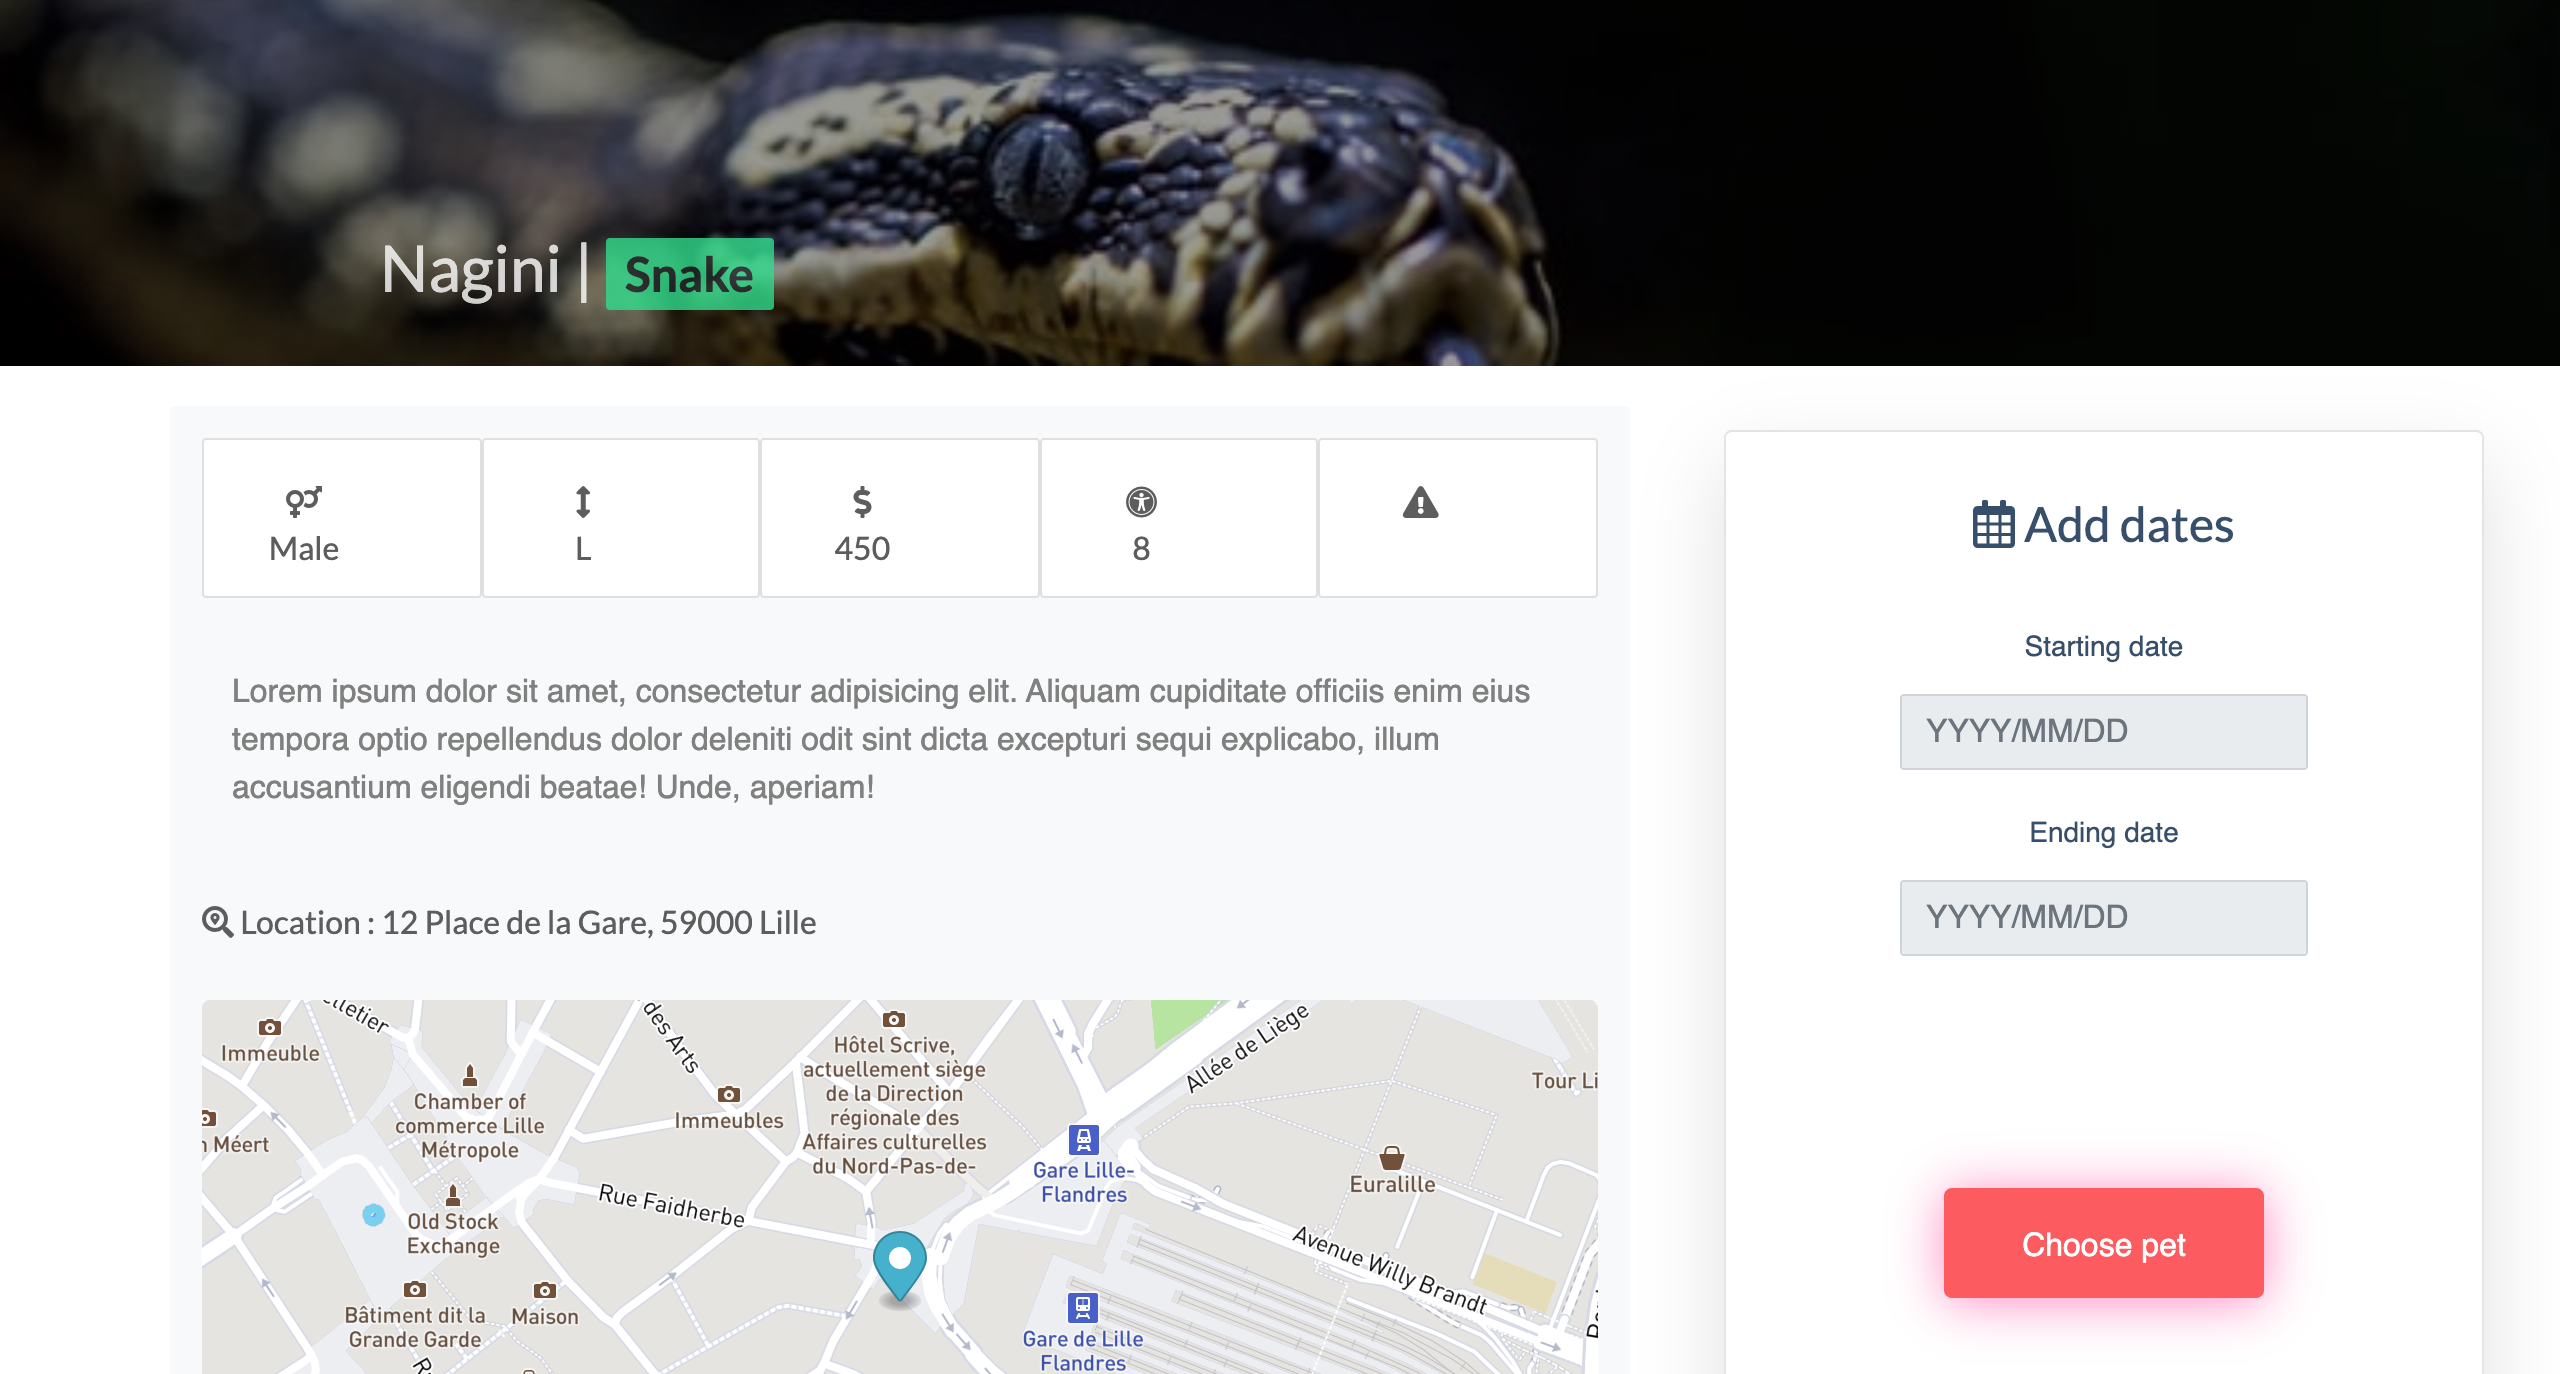 Nagini | Snake
Male
L
450
8
Lorem ipsum dolor sit amet, consectetur adipisicing elit. Aliquam cupiditate officiis enim eius
tempora optio repellendus dolor deleniti odit sint dicta excepturi sequi explicabo, illum
accusantium eligendi beatae! Unde, aperiam!
Location : 12 Place de la Gare, 59000 Lille
lletier
des Arts
Immeuble
Chamber of
commerce Lille
Métropole
Méert
Immeubles
Hôtel Scrive,
actuellement siège
de la Direction
régionale des
Affaires culturelles
du Nord-Pas-de-
Allée de Liège
Tour Li
Gare Lille-
Flandres
Euralille
Rue Faidherbe
Old Stock
Exchange
Avenue Willy Brandt
Bâtiment dit la
Grande Garde
Maison
Gare de Lille
Flandres
Add dates
Starting date
YYYY/MM/DD
Ending date
YYYY/MM/DD
Choose pet